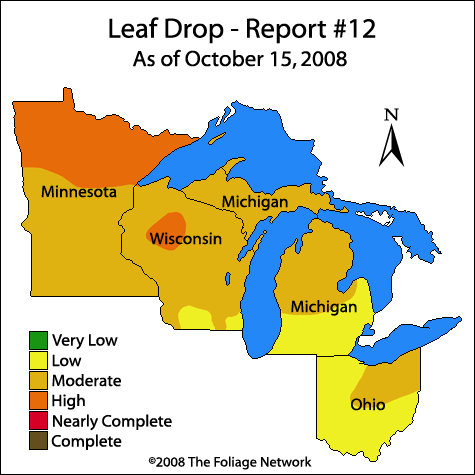 Leaf Drop - Report #12
As of October 15, 2008
N
Minnesota
Michigan
Wisconsin
Michigan
Ohio
Very Low
Low
Moderate
High
Nearly Complete
Complete
©2008 The Foliage Network